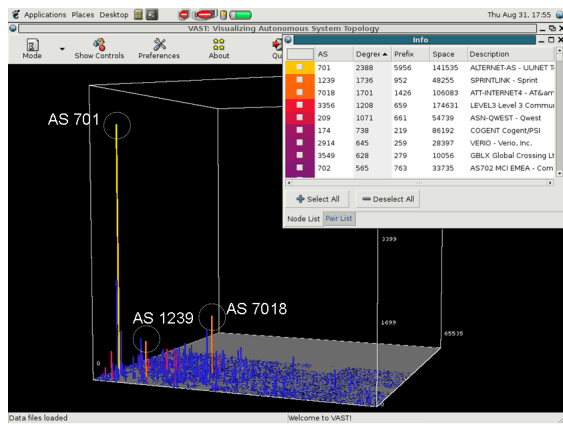 Applications Places Desktop
Thu Aug 31, 17:55
VAST: Visualizing Autonomous System Topology
Mode
Show Controls
Preferences
About
Info
AS Degree Prefix Space Description
701 2388 5956 141535 ALTERNET-AS - UUNET T
1239 1736 952 48255 SPRINTLINK - Sprint
7018 1701 1426 106083 ATT-INTERNET4 - AT&am
3356 1208 659 174631 LEVEL3 Level 3 Commu
209 1071 661 54739 ASN-QWEST - Qwest
174 738 219 86192 COGENT Cogent/PSI
2914 645 259 28397 VERIO - Verio, Inc.
3549 628 279 10056 GBLX Global Crossing Lt
702 565 763 33735 AS702 MCI EMEA - Com
Select All
Deselect All
Node List
Pair List
AS 701
AS 1239
AS 7018
3399
1699
65535
0
0
Data files loaded
Welcome to VAST!